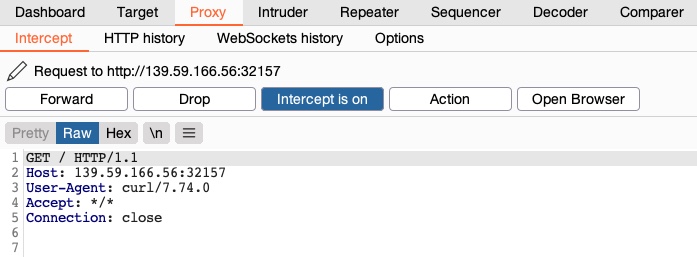 Dashboard Target Proxy Intruder Repeater Sequencer Decoder Comparer
Intercept HTTP history WebSockets history Options
Request to http://139.59.166.56:32157
Forward Drop Intercept is on Action Open Browser
Pretty Raw Hex \n
1 GET / HTTP/1.1
2 Host: 139.59.166.56:32157
3 User-Agent: curl/7.74.0
4 Accept: */*
5 Connection: close
6
7